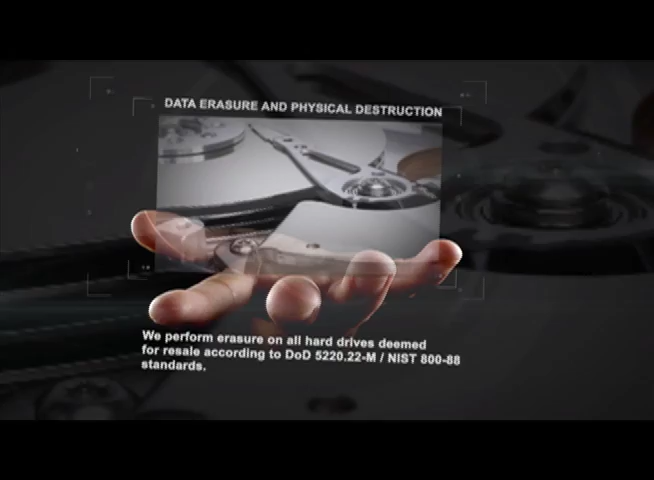 DATA ERASURE AND PHYSICAL DESTRUCTION
We perform erasure on all hard drives deemed
for resale according to DoD 5220.22-M / NIST 800-88
standards.